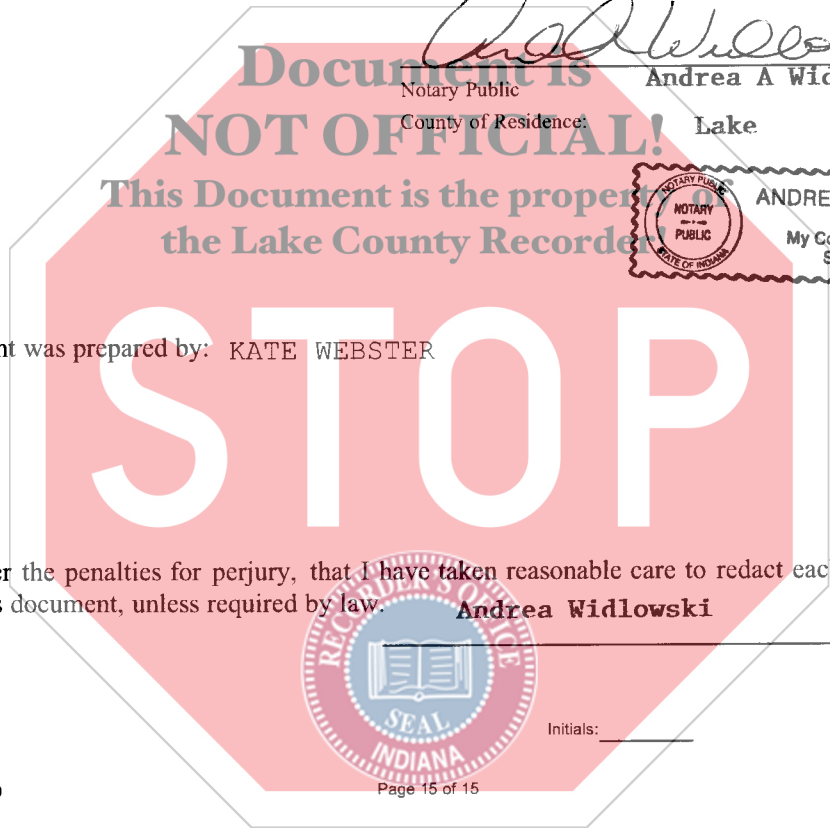 Document is
NOT OFFICIAL!
This Document is the property of
the Lake County Recorder!
STOP
Andrea A Wid
Notary Public
County of Residence: Lake
NOTARY PUBLIC
NOTARY
PUBLIC
STATE OF INDIANA
ANDRE
My Co
S
nt was prepared by: KATE WEBSTER
er the penalties for perjury, that I have taken reasonable care to redact eac
s document, unless required by law. Andrea Widlowski
RECORDER'S OFFICE
SEAL
INDIANA
Initials:
Page 15 of 15